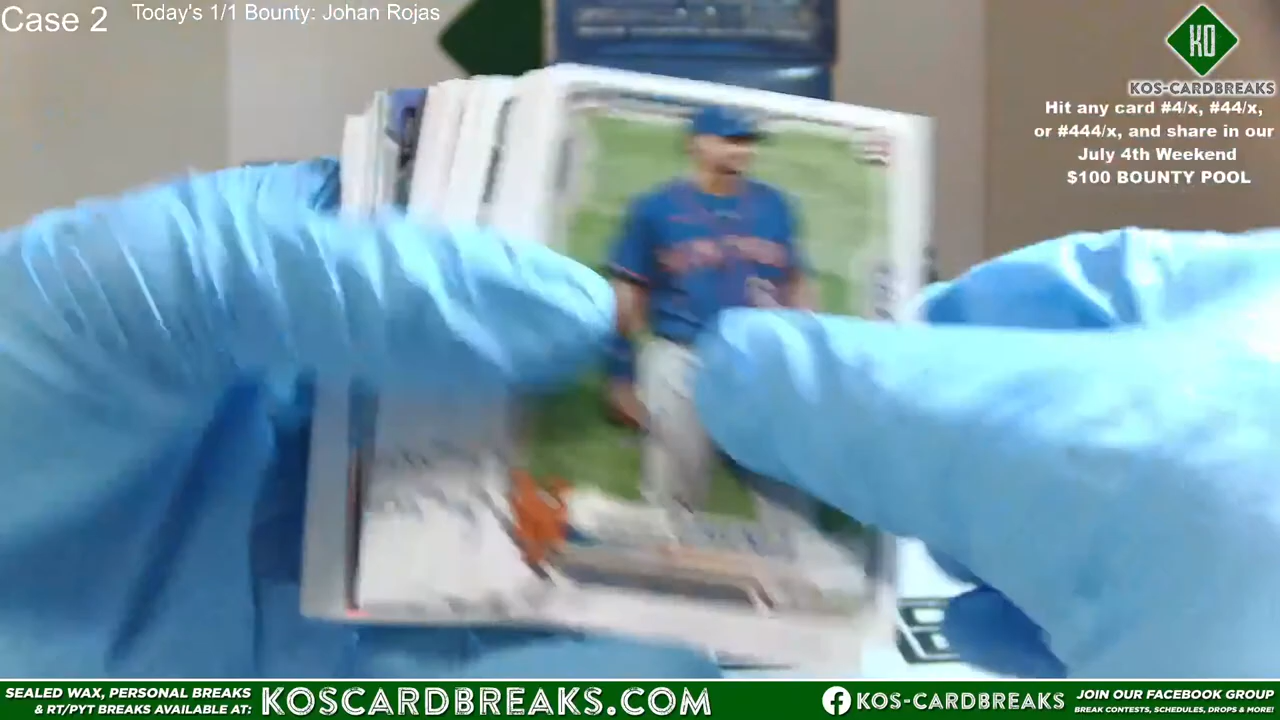 Case 2
Today's 1/1 Bounty: Johan Rojas
KO
KOS-CARDBREAKS
Hit any card #4/x, #44/x,
or #444/x, and share in our
July 4th Weekend
$100 BOUNTY POOL
SEALED WAX, PERSONAL BREAKS
& RT/PYT BREAKS AVAILABLE AT:
KOSCARDBREAKS.COM
KOS-CARDBREAKS
JOIN OUR FACEBOOK GROUP
BREAK CONTESTS, SCHEDULES, DROPS & MORE!